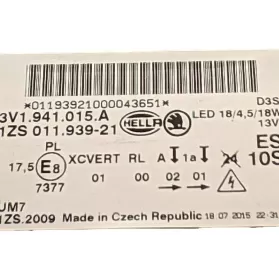 *01193921000043651*
D3S
3V1.941.015.A
HELLA
LED 18/4,5/18W
1ZS 011.939-21
13V
PL
ES
17,5 E8 XCVERT RL A 1a 10S
7377 01 00 02 01
UM7
1ZS.2009 Made in Czech Republic 18 07 2015 22:31